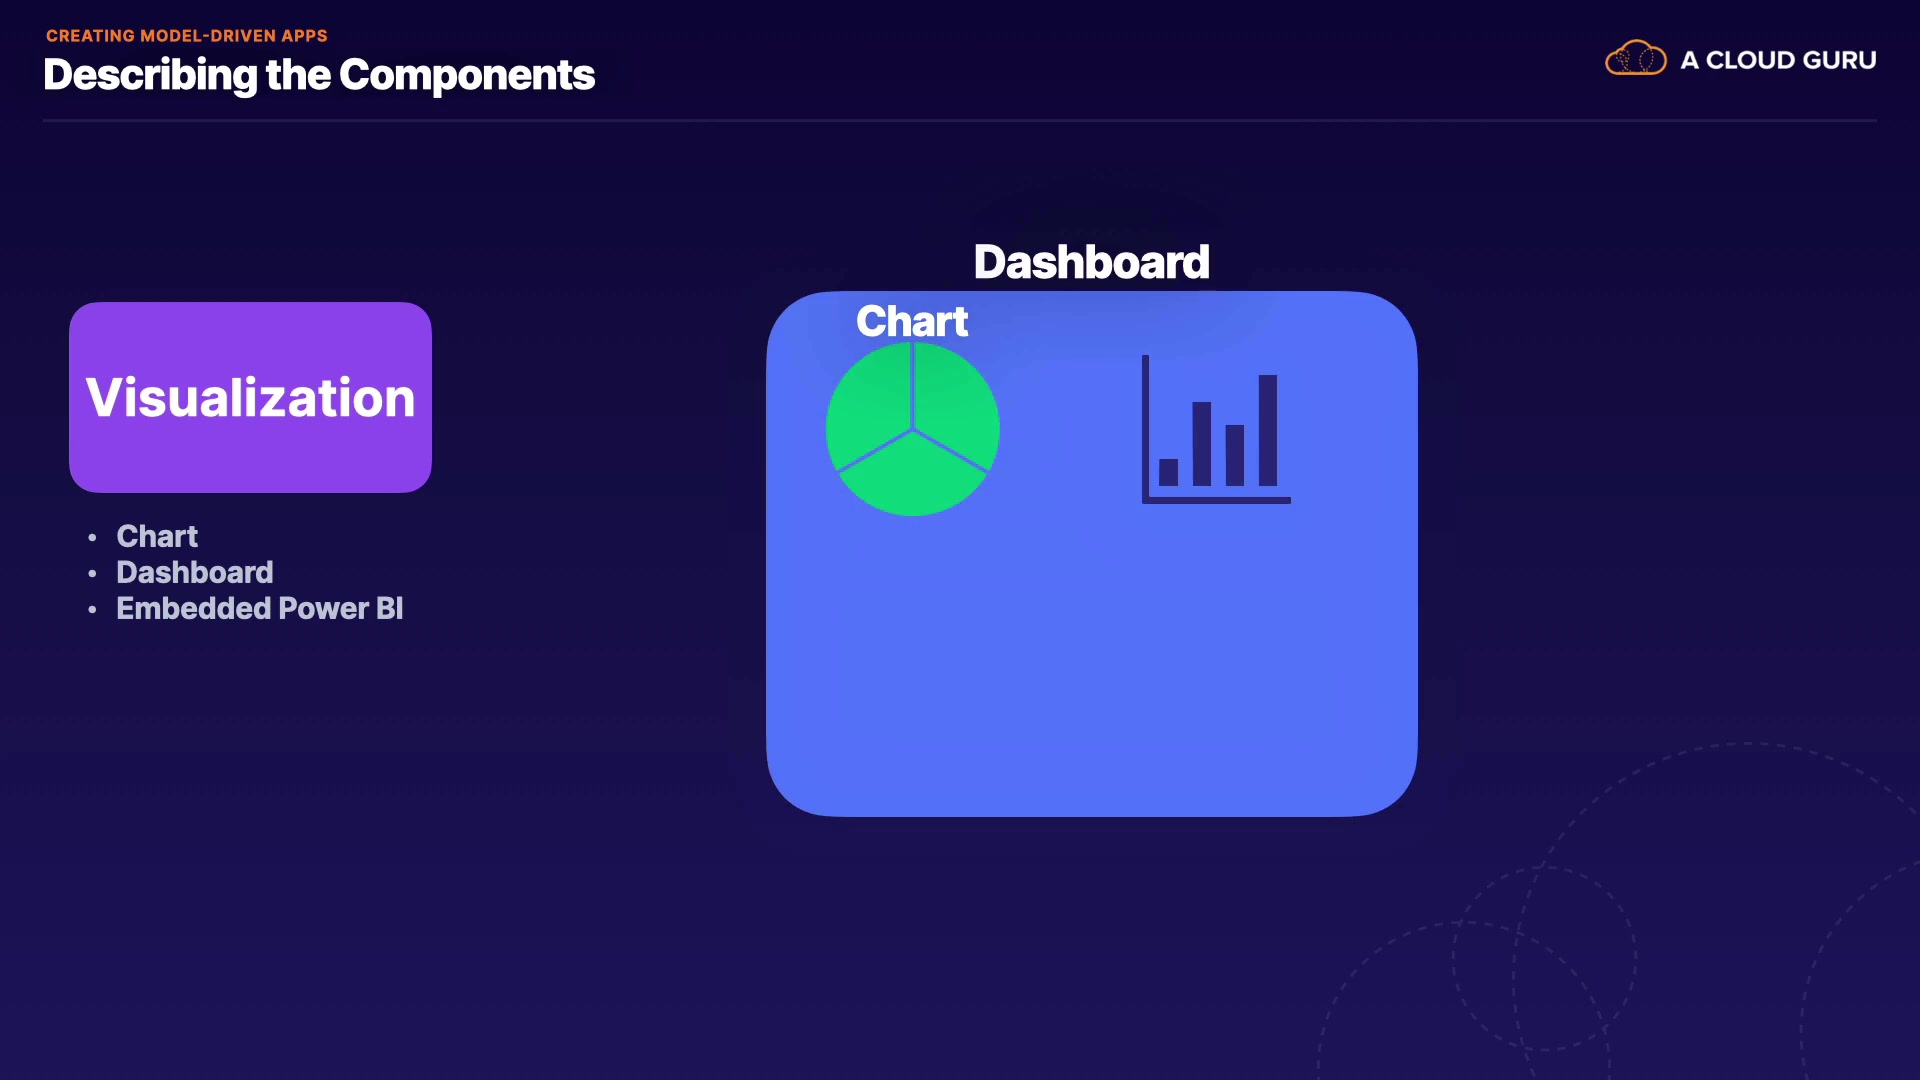 CREATING MODEL-DRIVEN APPS
Describing the Components
A CLOUD GURU
Visualization
• Chart
• Dashboard
• Embedded Power BI
Dashboard
Chart